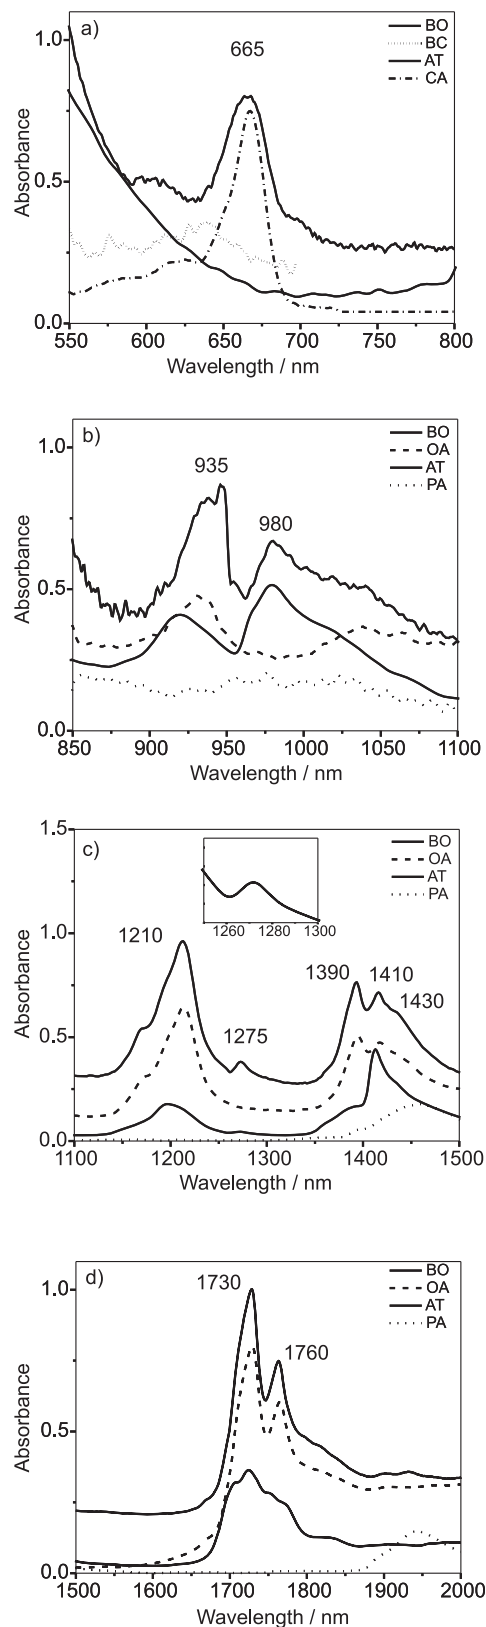 a)
665
BO
BC
AT
CA
1.0
0.5
0.0
Absorbance
550 600 650 700 750 800
Wavelength / nm
b)
935
980
BO
OA
AT
PA
1.0
0.5
0.0
Absorbance
850 900 950 1000 1050 1100
Wavelength / nm
c)
BO
OA
AT
PA
1260 1280 1300
1210
1275
1390
1410
1430
1.5
1.0
0.5
0.0
Absorbance
1100 1200 1300 1400 1500
Wavelength / nm
d)
1730
1760
BO
OA
AT
PA
1.0
0.5
0.0
Absorbance
1500 1600 1700 1800 1900 2000
Wavelength / nm